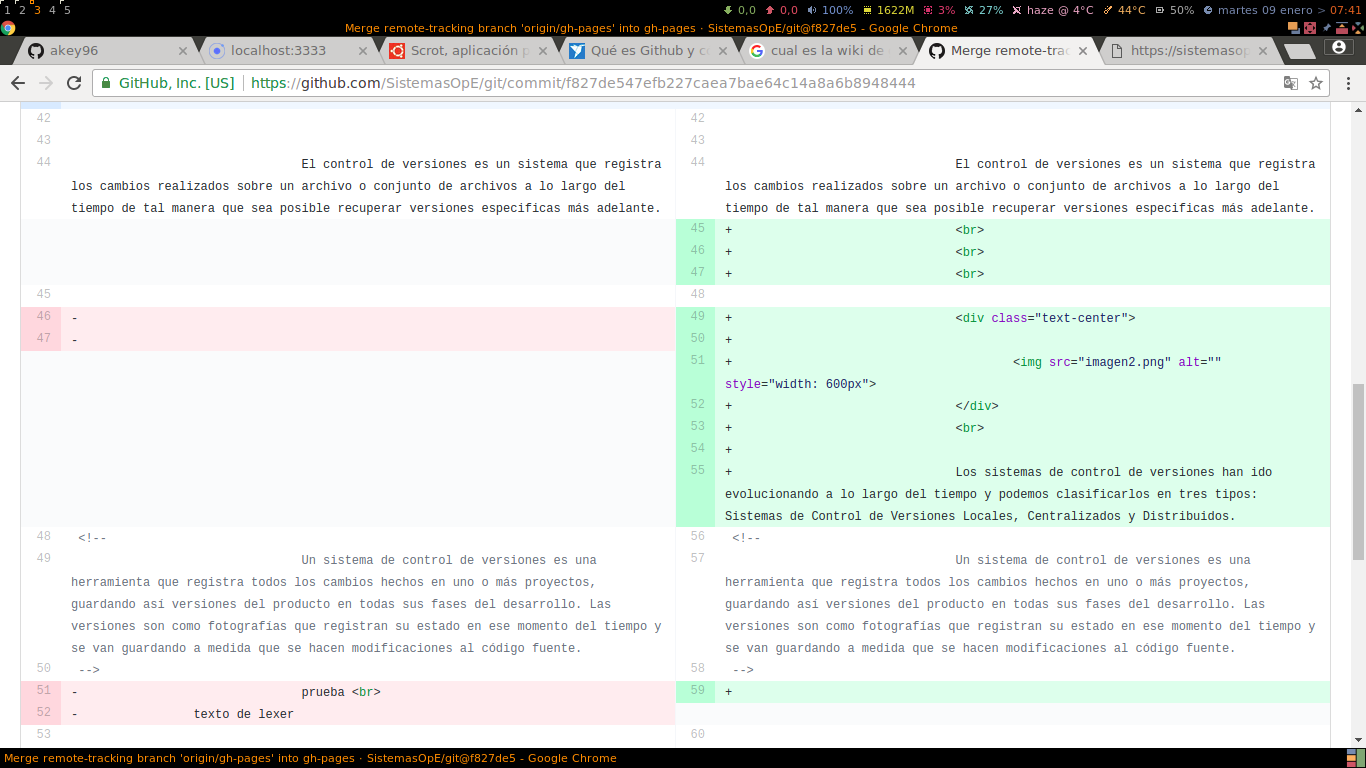 1 2 3 4 5
0,0 0,0 100% 1622M 3% 27% haze @ 4°C 44°C 50% martes 09 enero > 07:41
Merge remote-tracking branch 'origin/gh-pages' into gh-pages · SistemasOpE/git@f827de5 - Google Chrome
akey96 localhost:3333 Scrot, aplicación p Qué es Github y c cual es la wiki de Merge remote-trac https://sistemasop
GitHub, Inc. [US] https://github.com/SistemasOpE/git/commit/f827de547efb227caea7bae64c14a8a6b8948444
42 42
43 43
44 El control de versiones es un sistema que registra 44 El control de versiones es un sistema que registra
los cambios realizados sobre un archivo o conjunto de archivos a lo largo del los cambios realizados sobre un archivo o conjunto de archivos a lo largo del
tiempo de tal manera que sea posible recuperar versiones especificas más adelante. tiempo de tal manera que sea posible recuperar versiones especificas más adelante.
45 + <br>
46 + <br>
47 + <br>
45 48
46 - 49 + <div class="text-center">
47 - 50 +
51 + <img src="imagen2.png" alt=""
style="width: 600px">
52 + </div>
53 + <br>
54 +
55 + Los sistemas de control de versiones han ido
evolucionando a lo largo del tiempo y podemos clasificarlos en tres tipos:
Sistemas de Control de Versiones Locales, Centralizados y Distribuidos.
48 <!-- 56 <!--
49 Un sistema de control de versiones es una 57 Un sistema de control de versiones es una
herramienta que registra todos los cambios hechos en uno o más proyectos, herramienta que registra todos los cambios hechos en uno o más proyectos,
guardando así versiones del producto en todas sus fases del desarrollo. Las guardando así versiones del producto en todas sus fases del desarrollo. Las
versiones son como fotografías que registran su estado en ese momento del tiempo y versiones son como fotografías que registran su estado en ese momento del tiempo y
se van guardando a medida que se hacen modificaciones al código fuente. se van guardando a medida que se hacen modificaciones al código fuente.
50 --> 58 -->
51 - prueba <br> 59 +
52 - texto de lexer
53 60
Merge remote-tracking branch 'origin/gh-pages' into gh-pages · SistemasOpE/git@f827de5 - Google Chrome